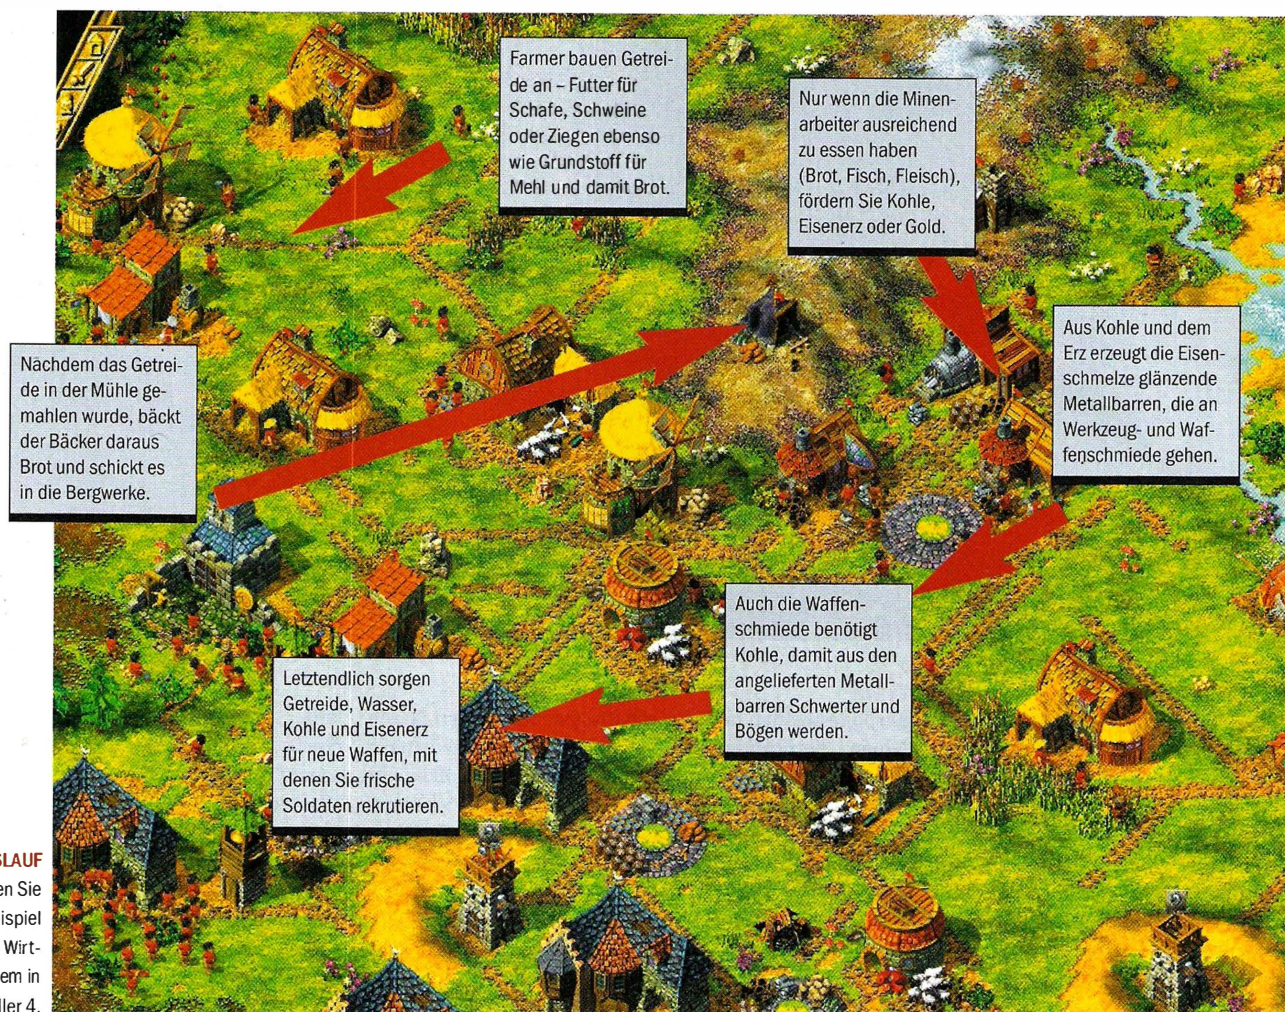 Farmer bauen Getrei-
de an – Futter für
Schafe, Schweine
oder Ziegen ebenso
wie Grundstoff für
Mehl und damit Brot.
Nur wenn die Minen-
arbeiter ausreichend
zu essen haben
(Brot, Fisch, Fleisch),
fördern Sie Kohle,
Eisenerz oder Gold.
Nachdem das Getrei-
de in der Mühle ge-
mahlen wurde, bäckt
der Bäcker daraus
Brot und schickt es
in die Bergwerke.
Aus Kohle und dem
Erz erzeugt die Eisen-
schmelze glänzende
Metallbarren, die an
Werkzeug- und Waf-
fenschmiede gehen.
Auch die Waffen-
schmiede benötigt
Kohle, damit aus den
angelieferten Metall-
barren Schwerter und
Bögen werden.
Letztendlich sorgen
Getreide, Wasser,
Kohle und Eisenerz
für neue Waffen, mit
denen Sie frische
Soldaten rekrutieren.
SLAUF
en Sie
ispiel
Wirt-
em in
ller 4.